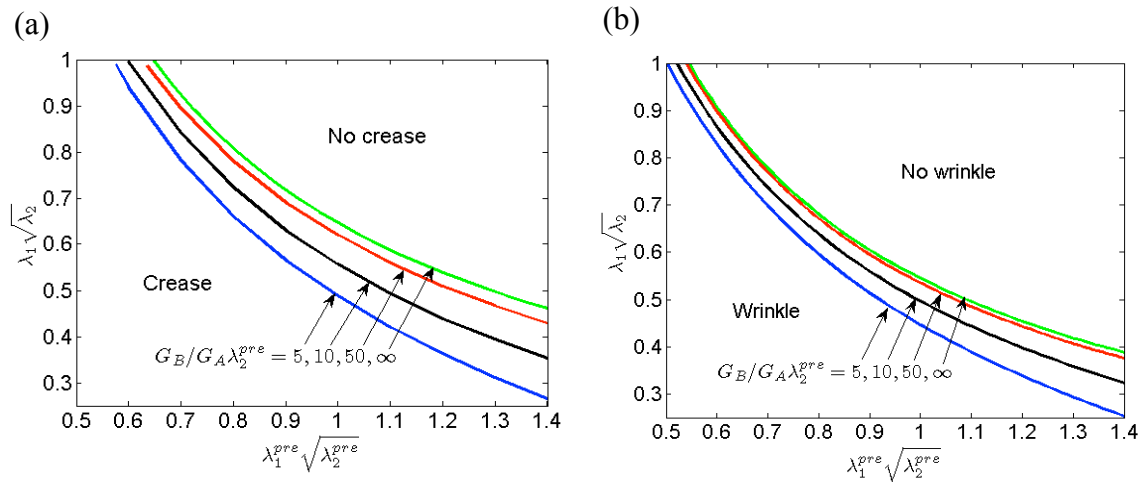 (a)
1
0.9
0.8
0.7
0.6
0.5
0.4
0.3
0.5 0.6 0.7 0.8 0.9 1 1.1 1.2 1.3 1.4
λ₁√λ₂
No crease
Crease
G_B/G_Aλ₂^{pre} = 5, 10, 50, ∞
λ₁^{pre}√λ₂^{pre}
(b)
1
0.9
0.8
0.7
0.6
0.5
0.4
0.3
0.5 0.6 0.7 0.8 0.9 1 1.1 1.2 1.3 1.4
λ₁√λ₂
No wrinkle
Wrinkle
G_B/G_Aλ₂^{pre} = 5, 10, 50, ∞
λ₁^{pre}√λ₂^{pre}